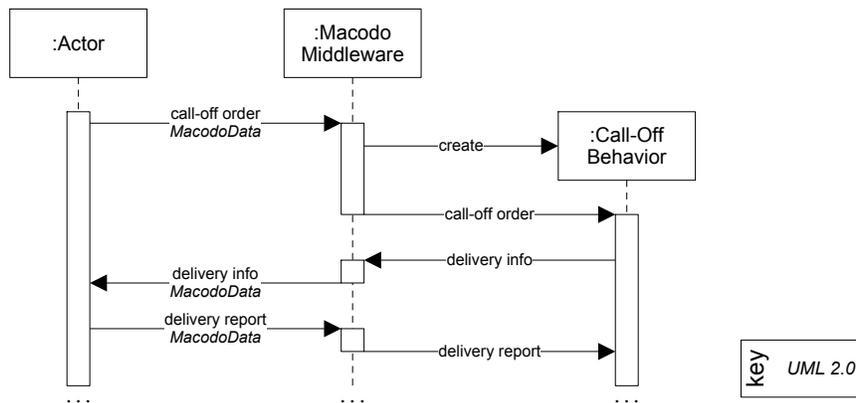 :Actor
:Macodo
Middleware
call-off order
MacodoData
create
:Call-Off
Behavior
call-off order
delivery info
delivery info
MacodoData
delivery report
MacodoData
delivery report
key
UML 2.0
...
...
...